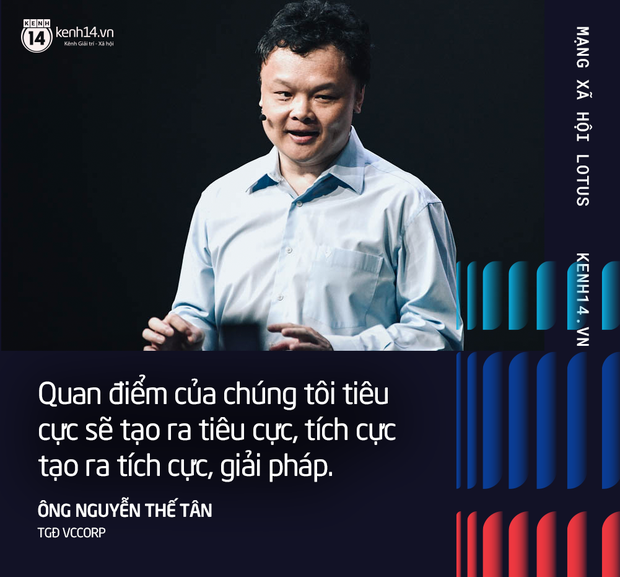 KENH
14
kenh14.vn
Kênh Giải trí - Xã hội
MẠNG XÃ HỘI LOTUS
KENH14.VN
Quan điểm của chúng tôi tiêu
cực sẽ tạo ra tiêu cực, tích cực
tạo ra tích cực, giải pháp.
ÔNG NGUYỄN THẾ TÂN
TGĐ VCCORP